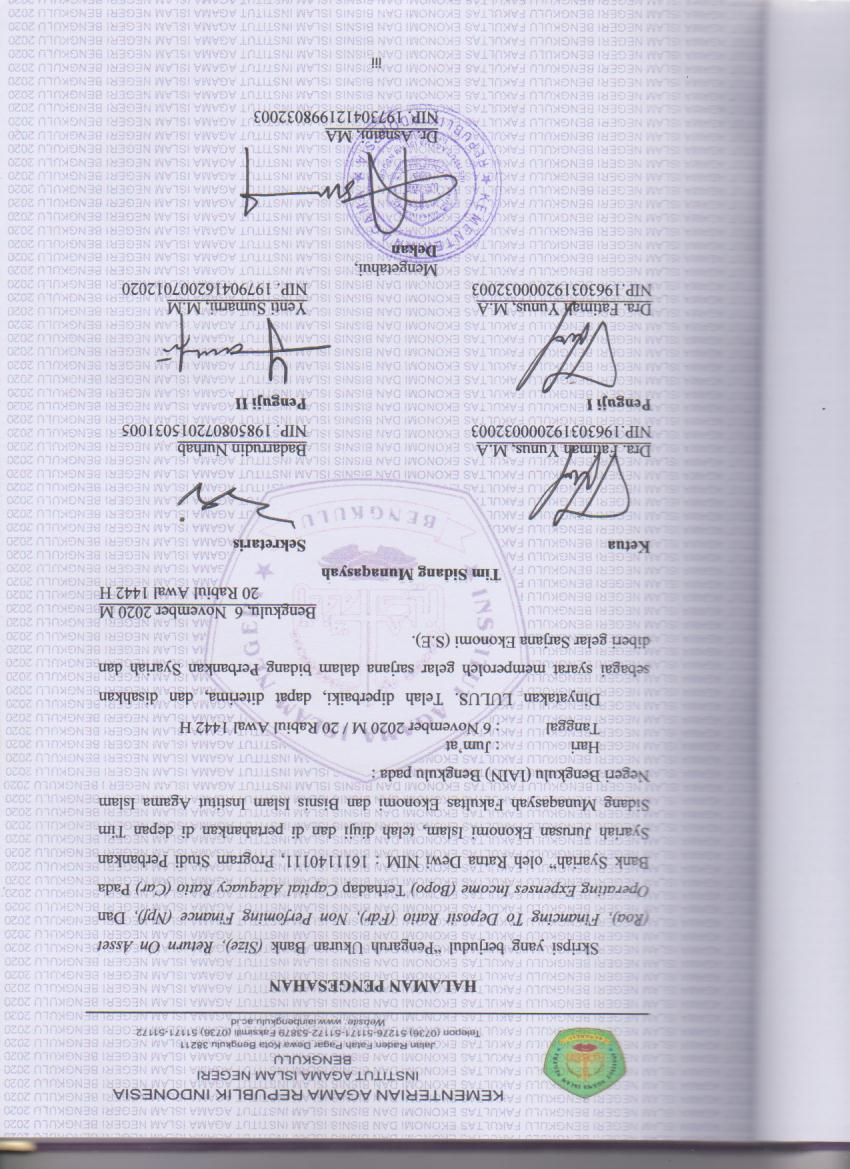 KEMENTERIAN AGAMA REPUBLIK INDONESIA
INSTITUT AGAMA ISLAM NEGERI
BENGKULU
Jalan Raden Fatah Pagar Dewa Kota Bengkulu 38211
Telepon (0736) 51276-51171-51172-53879 Faksimili (0736) 51171-51172
Website: www.iainbengkulu.ac.id
HALAMAN PENGESAHAN
Skripsi yang berjudul “Pengaruh Ukuran Bank (Size), Return On Asset
(Roa), Financing To Deposit Ratio (Fdr), Non Perfoming Finance (Npf), Dan
Operating Expenses Income (Bopo) Terhadap Capital Adequacy Ratio (Car) Pada
Bank Syariah” oleh Ratna Dewi NIM : 1611140111, Program Studi Perbankan
Syariah Jurusan Ekonomi Islam, telah diuji dan di pertahankan di depan Tim
Sidang Munaqasyah Fakultas Ekonomi dan Bisnis Islam Institut Agama Islam
Negeri Bengkulu (IAIN) Bengkulu pada :
Hari : Jum’at
Tanggal : 6 November 2020 M / 20 Rabiul Awal 1442 H
Dinyatakan LULUS. Telah diperbaiki, dapat diterima, dan disahkan
sebagai syarat memperoleh gelar sarjana dalam bidang Perbankan Syariah dan
diberi gelar Sarjana Ekonomi (S.E).
Bengkulu, 6 November 2020 M
20 Rabiul Awal 1442 H
Tim Sidang Munaqasyah
Ketua Sekretaris
Dra. Fatimah Yunus, M.A Badarrudin Nurhab
NIP.196303192000032003 NIP. 198508072015031005
Penguji I Penguji II
Dra. Fatimah Yunus, M.A Yenti Sumarni, M.M
NIP.196303192000032003 NIP. 197904162007012020
Mengetahui,
Dekan
Dr. Asnaini, MA
NIP. 197304121998032003
iii